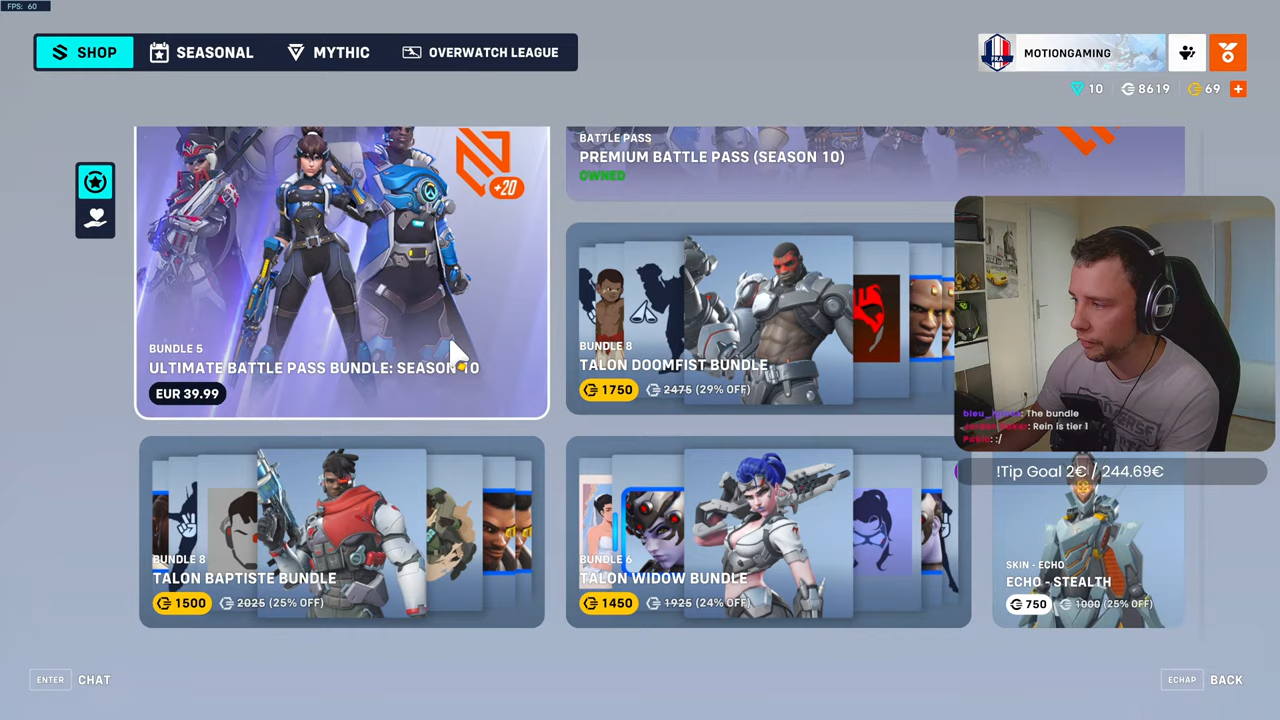 FPS: 60
SHOP
SEASONAL
MYTHIC
OVERWATCH LEAGUE
FRA
MOTIONGAMING
10
8619
69
+20
BATTLE PASS
PREMIUM BATTLE PASS (SEASON 10)
OWNED
BUNDLE 5
ULTIMATE BATTLE PASS BUNDLE: SEASON 10
EUR 39.99
BUNDLE 8
TALON DOOMFIST BUNDLE
1750 2475 (29% OFF)
The bundle
: Rein is tier 1
: :/
!Tip Goal 2€ / 244.69€
BUNDLE 8
TALON BAPTISTE BUNDLE
1500 2025 (25% OFF)
BUNDLE 6
TALON WIDOW BUNDLE
1450 1925 (24% OFF)
SKIN - ECHO
ECHO - STEALTH
750 1000 (25% OFF)
ENTER CHAT
ECHAP BACK